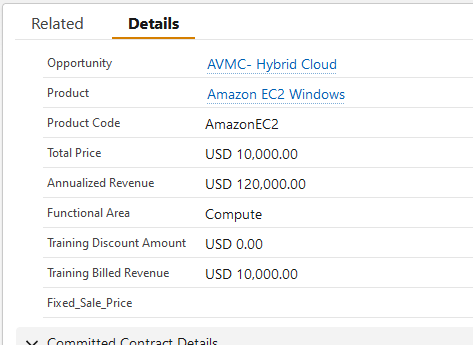 Related Details
Opportunity AVMC- Hybrid Cloud
Product Amazon EC2 Windows
Product Code AmazonEC2
Total Price USD 10,000.00
Annualized Revenue USD 120,000.00
Functional Area Compute
Training Discount Amount USD 0.00
Training Billed Revenue USD 10,000.00
Fixed_Sale_Price
Committed Contract Details